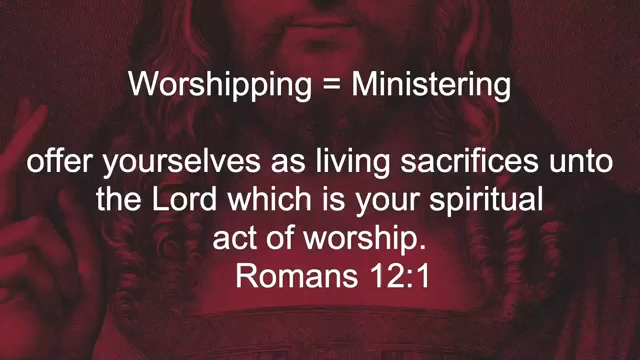 Worshipping = Ministering
offer yourselves as living sacrifices unto
the Lord which is your spiritual
act of worship.
Romans 12:1